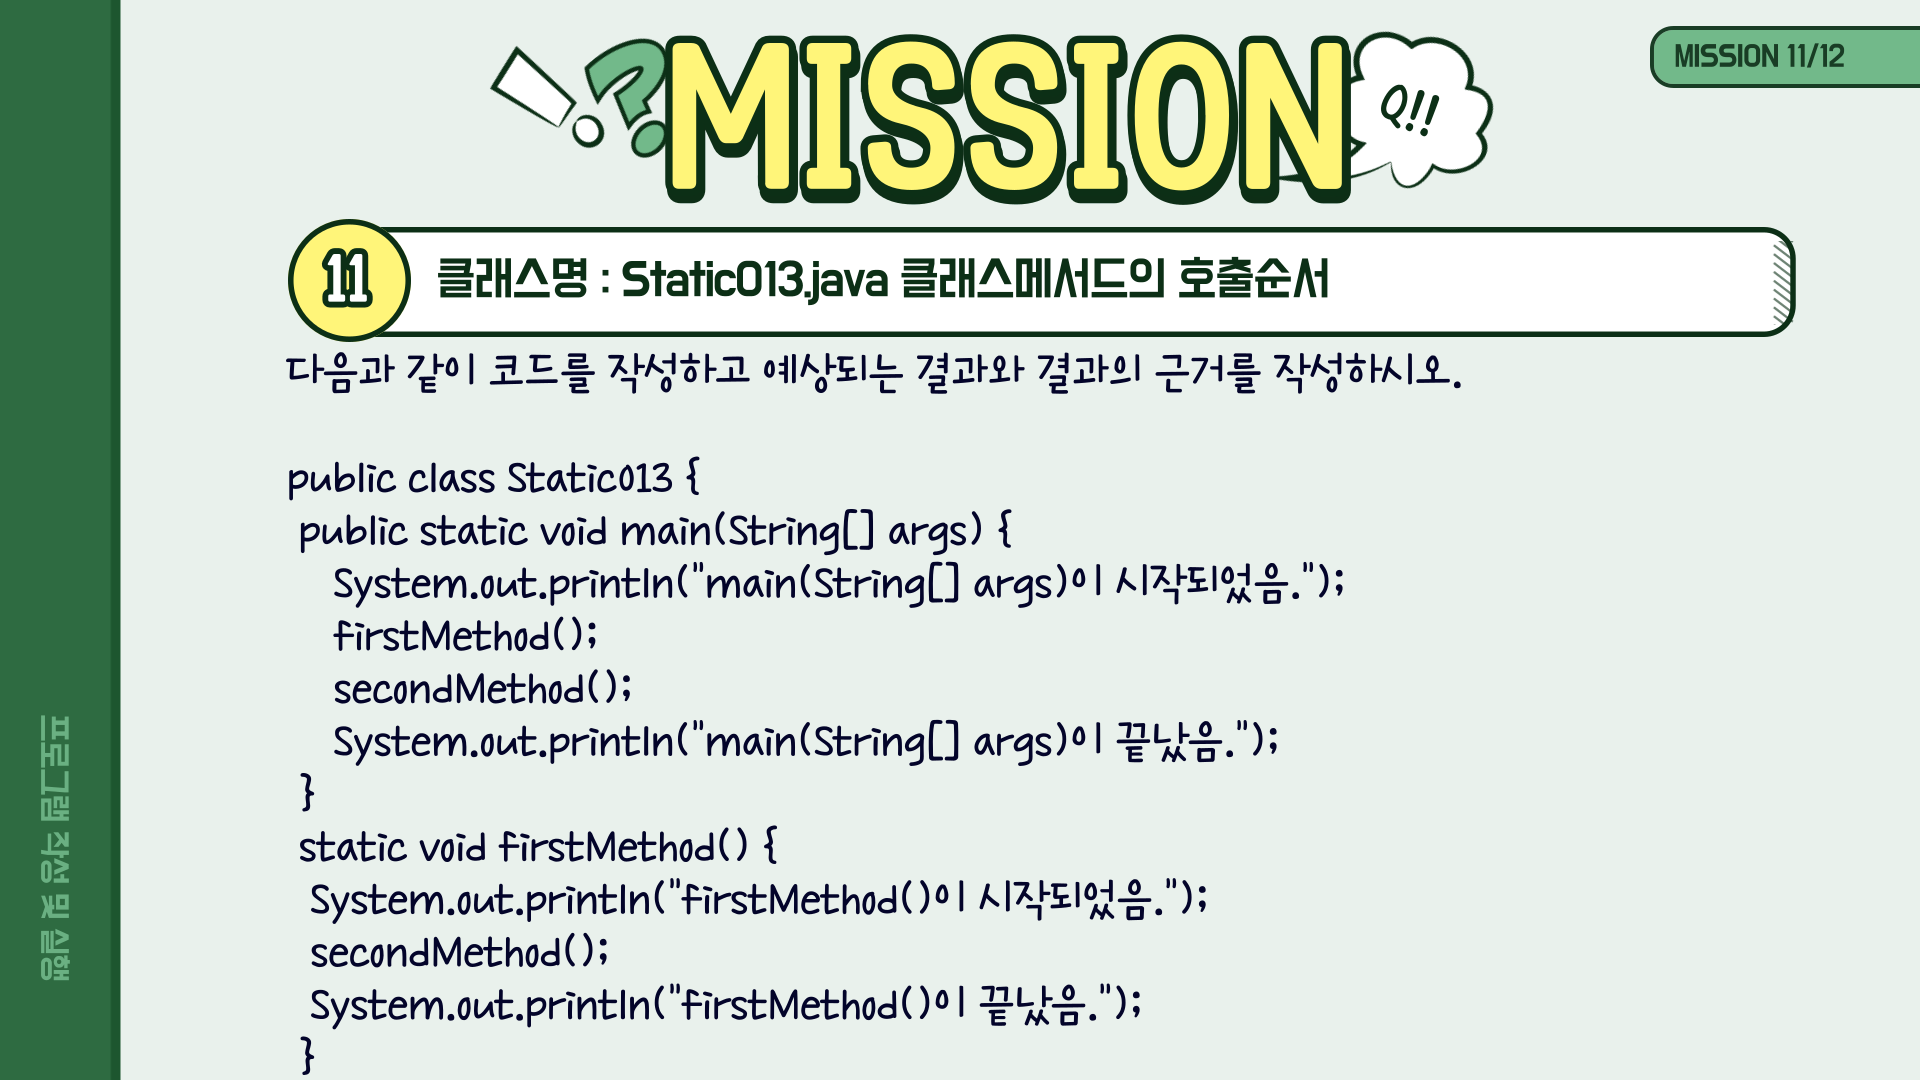 !?MISSION
Q!!
MISSION 11/12
11
클래스명 : Static013.java 클래스메서드의 호출순서
다음과 같이 코드를 작성하고 예상되는 결과와 결과의 근거를 작성하시오.
public class Static013 {
public static void main(String[] args) {
System.out.println("main(String[] args)이 시작되었음.");
firstMethod();
secondMethod();
System.out.println("main(String[] args)이 끝났음.");
}
static void firstMethod() {
System.out.println("firstMethod()이 시작되었음.");
secondMethod();
System.out.println("firstMethod()이 끝났음.");
}
프로그램 작성 및 실행